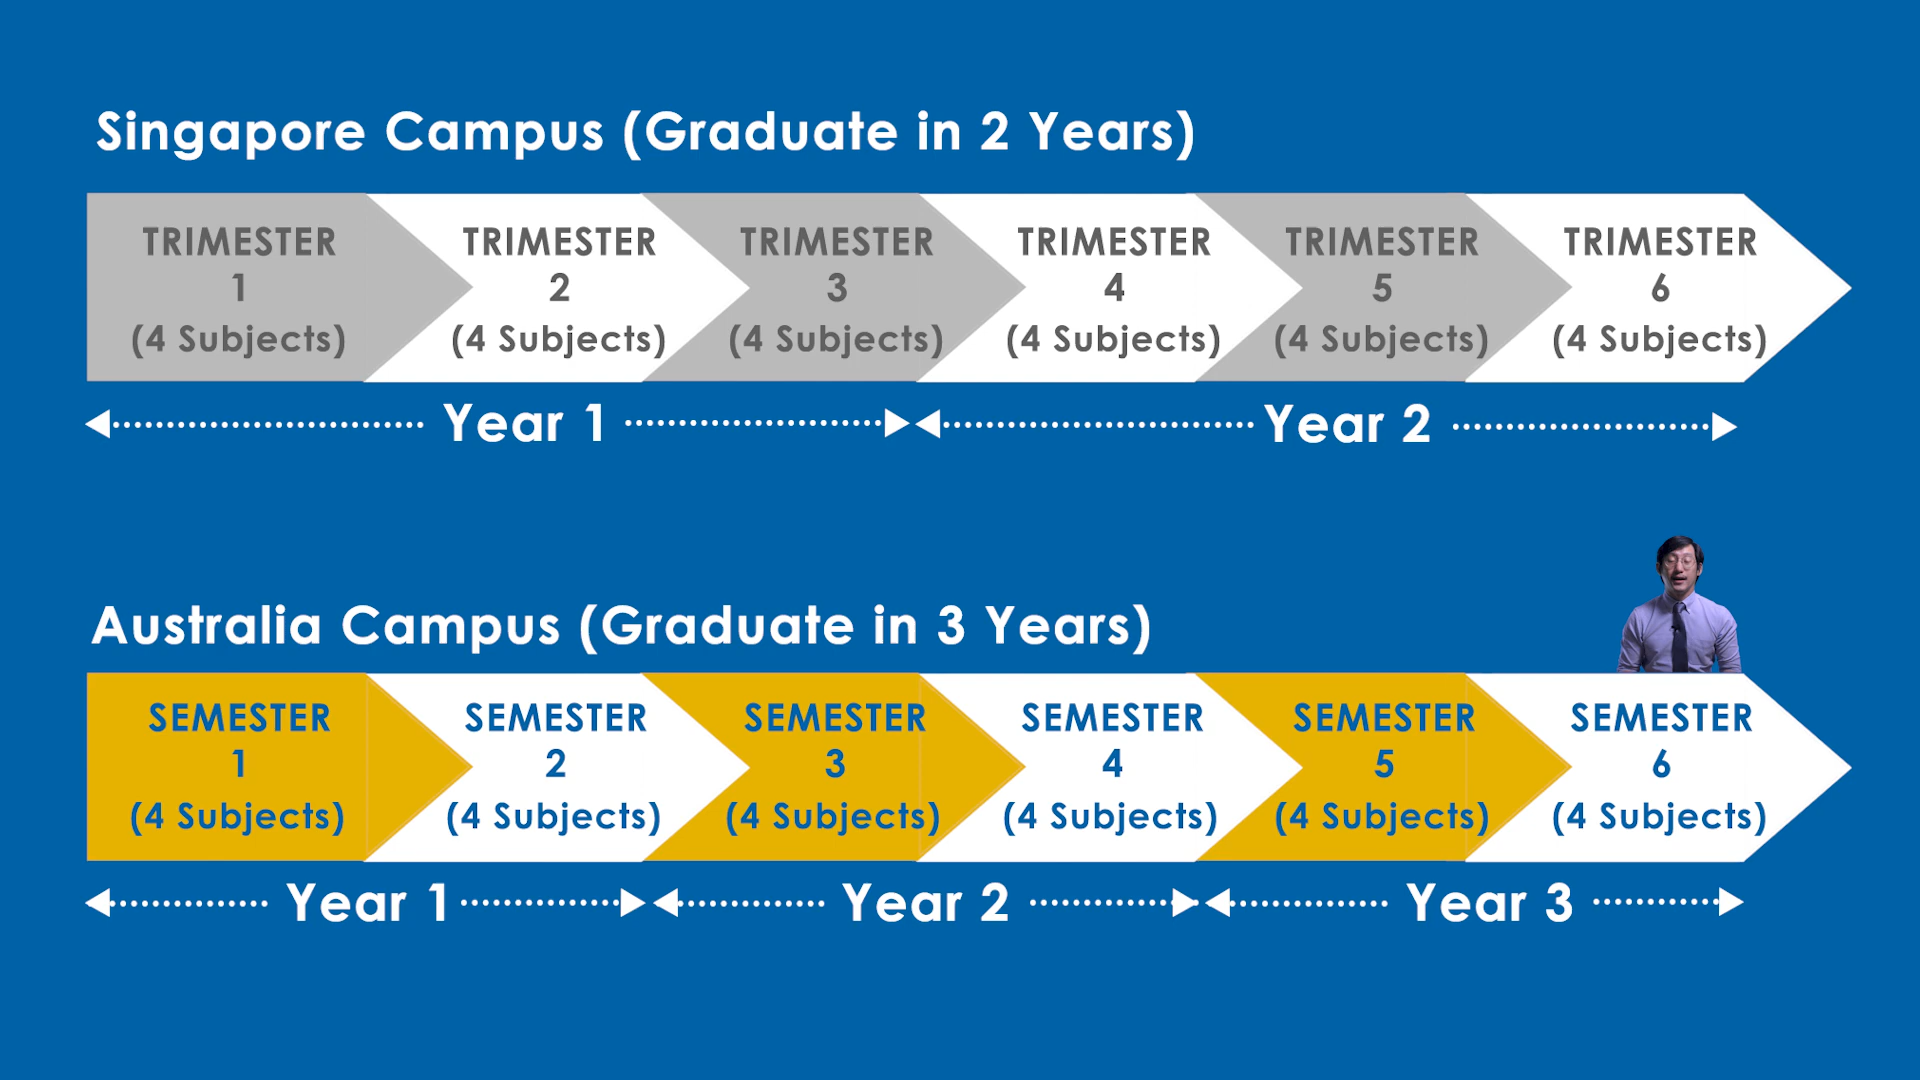 Singapore Campus (Graduate in 2 Years)
TRIMESTER 1 (4 Subjects)
TRIMESTER 2 (4 Subjects)
TRIMESTER 3 (4 Subjects)
TRIMESTER 4 (4 Subjects)
TRIMESTER 5 (4 Subjects)
TRIMESTER 6 (4 Subjects)
Year 1
Year 2
Australia Campus (Graduate in 3 Years)
SEMESTER 1 (4 Subjects)
SEMESTER 2 (4 Subjects)
SEMESTER 3 (4 Subjects)
SEMESTER 4 (4 Subjects)
SEMESTER 5 (4 Subjects)
SEMESTER 6 (4 Subjects)
Year 1
Year 2
Year 3